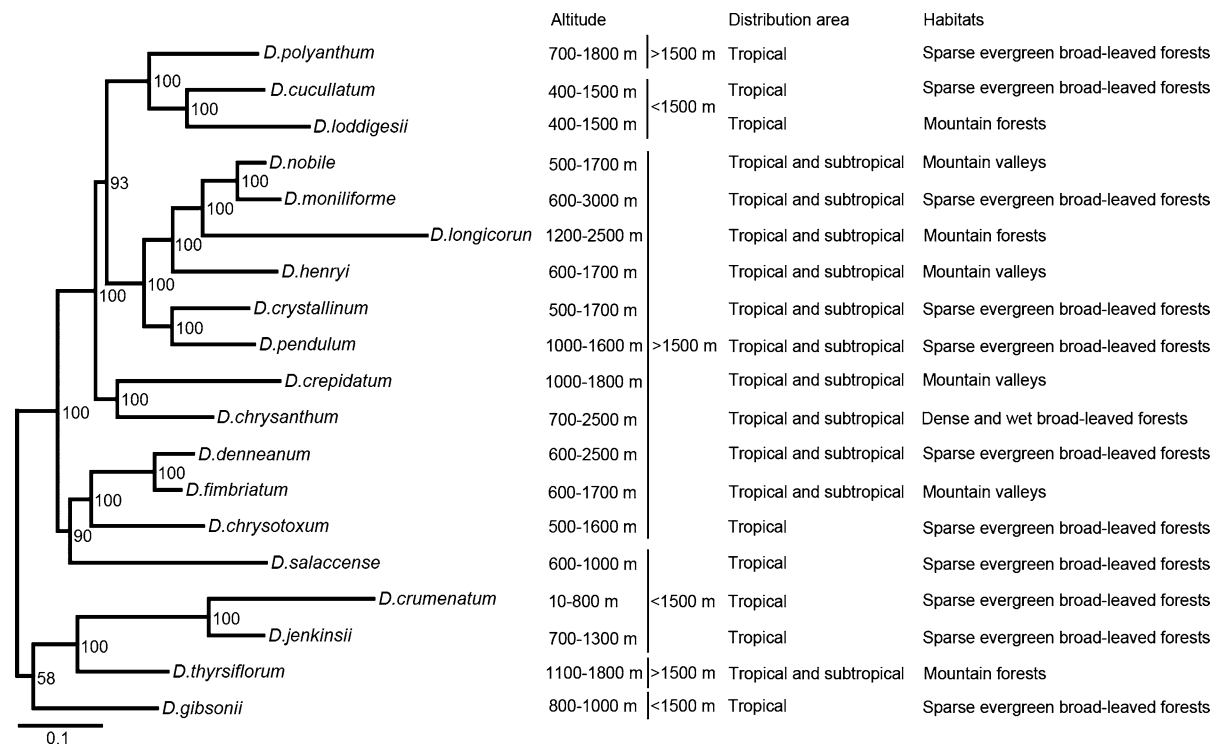 Altitude Distribution area Habitats
D.polyanthum 700-1800 m >1500 m Tropical Sparse evergreen broad-leaved forests
100
D.cucullatum 400-1500 m Tropical Sparse evergreen broad-leaved forests
100 <1500 m
D.loddigesii 400-1500 m Tropical Mountain forests
D.nobile 500-1700 m Tropical and subtropical Mountain valleys
93 100
D.moniliforme 600-3000 m Tropical and subtropical Sparse evergreen broad-leaved forests
100
D.longicorun 1200-2500 m Tropical and subtropical Mountain forests
100
D.henryi 600-1700 m Tropical and subtropical Mountain valleys
100 100
D.crystallinum 500-1700 m Tropical and subtropical Sparse evergreen broad-leaved forests
100
D.pendulum 1000-1600 m >1500 m Tropical and subtropical Sparse evergreen broad-leaved forests
D.crepidatum 1000-1800 m Tropical and subtropical Mountain valleys
100 100
D.chrysanthum 700-2500 m Tropical and subtropical Dense and wet broad-leaved forests
D.denneanum 600-2500 m Tropical and subtropical Sparse evergreen broad-leaved forests
100
D.fimbriatum 600-1700 m Tropical and subtropical Mountain valleys
100
D.chrysotoxum 500-1600 m Tropical Sparse evergreen broad-leaved forests
90
D.salaccense 600-1000 m Tropical Sparse evergreen broad-leaved forests
D.crumenatum 10-800 m <1500 m Tropical Sparse evergreen broad-leaved forests
100
D.jenkinsii 700-1300 m Tropical Sparse evergreen broad-leaved forests
100
D.thyrsiflorum 1100-1800 m >1500 m Tropical and subtropical Mountain forests
58
D.gibsonii 800-1000 m <1500 m Tropical Sparse evergreen broad-leaved forests
0.1